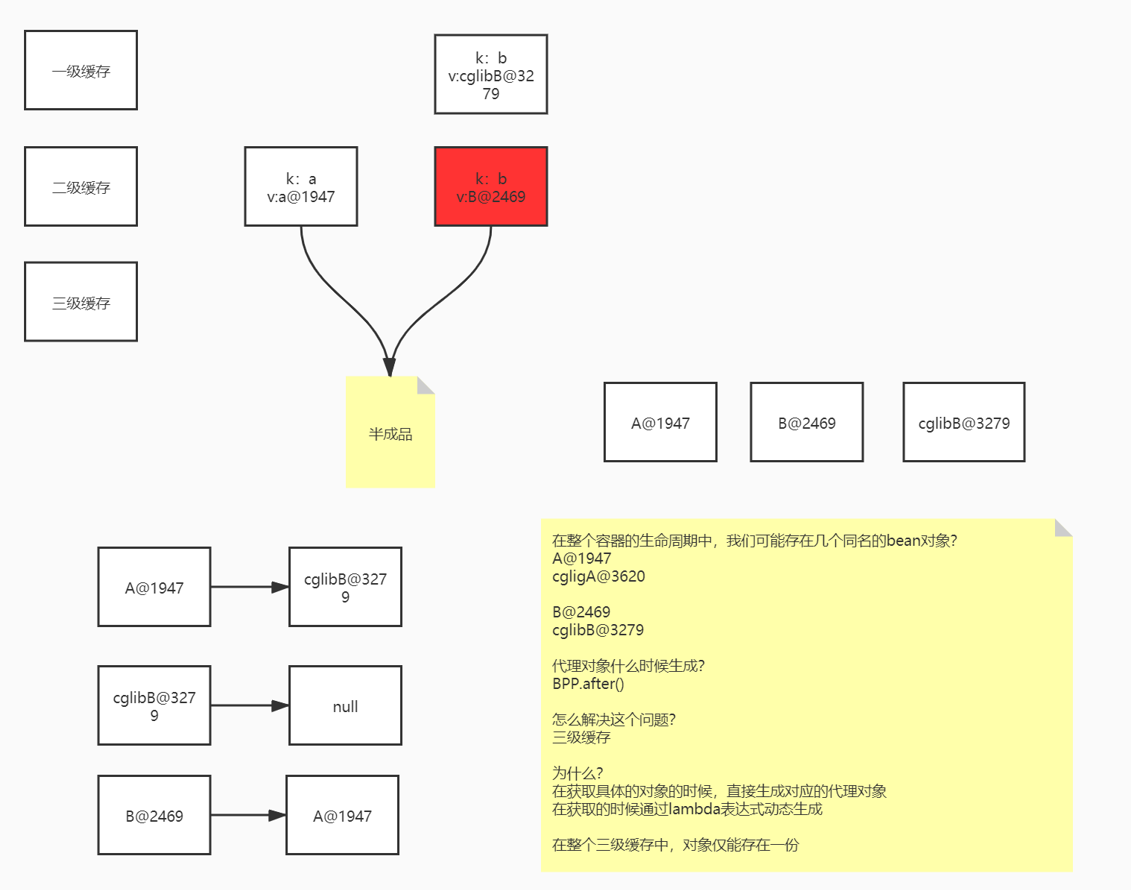 一级缓存
k：b
v:cglibB@32
79
二级缓存
k：a
v:a@1947
k：b
v:B@2469
三级缓存
半成品
A@1947
B@2469
cglibB@3279
A@1947
cglibB@327
9
cglibB@327
9
null
B@2469
A@1947
在整个容器的生命周期中，我们可能存在几个同名的bean对象？
A@1947
cgligA@3620
B@2469
cglibB@3279
代理对象什么时候生成？
BPP.after()
怎么解决这个问题？
三级缓存
为什么？
在获取具体的对象的时候，直接生成对应的代理对象
在获取的时候通过lambda表达式动态生成
在整个三级缓存中，对象仅能存在一份